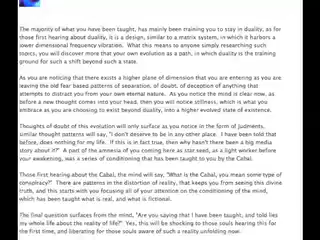 The majority of what you have been taught, has mainly been training you to stay in duality, as for
those first hearing about duality, it is a design, similar to a matrix system, in which it harbors a
lower dimensional frequency vibration.  What this means to anyone simply researching such
topics, you will discover more that your own evolution as a path, in which duality is the training
ground for such a shift beyond such a state.
As you are noticing that there exists a higher plane of dimension that you are entering as you are
leaving the old fear based patterns of separation, of doubt, of deception of anything that
attempts to distract you from your own eternal nature.  As you notice the mind is clear now, as
before a new thought comes into your head, then you will notice stillness, which is what you
embrace as you are choosing to exist beyond duality, into a higher evolved state of existence.
Thoughts of doubt of this evolution will only surface as you notice in the form of judgments,
similar thought patterns will say, "I don't deserve to be in any other place.  I have been told that
before, does nothing for my life.  If this is in fact true, then why hasn't there been a big media
story about it?"  A part of the amnesia of you coming here as star seed, as a light worker before
your awakening, was a series of conditioning that has been taught to you by the Cabal.
Those first hearing about the Cabal, the mind will say, "What is the Cabal, you mean some type of
conspiracy?"  There are patterns in the distortion of reality, that keeps you from seeing this divine
truth, and this starts with you focusing all of your attention on the conditioning of the mind,
which has been taught what is real, and what is fictional.
The final question surfaces from the mind, "Are you saying that I have been taught, and told lies
my whole life about the reality of life?"  Yes, this will be shocking to those souls hearing this for
the first time, and liberating for those souls aware of such a reality unfolding now.